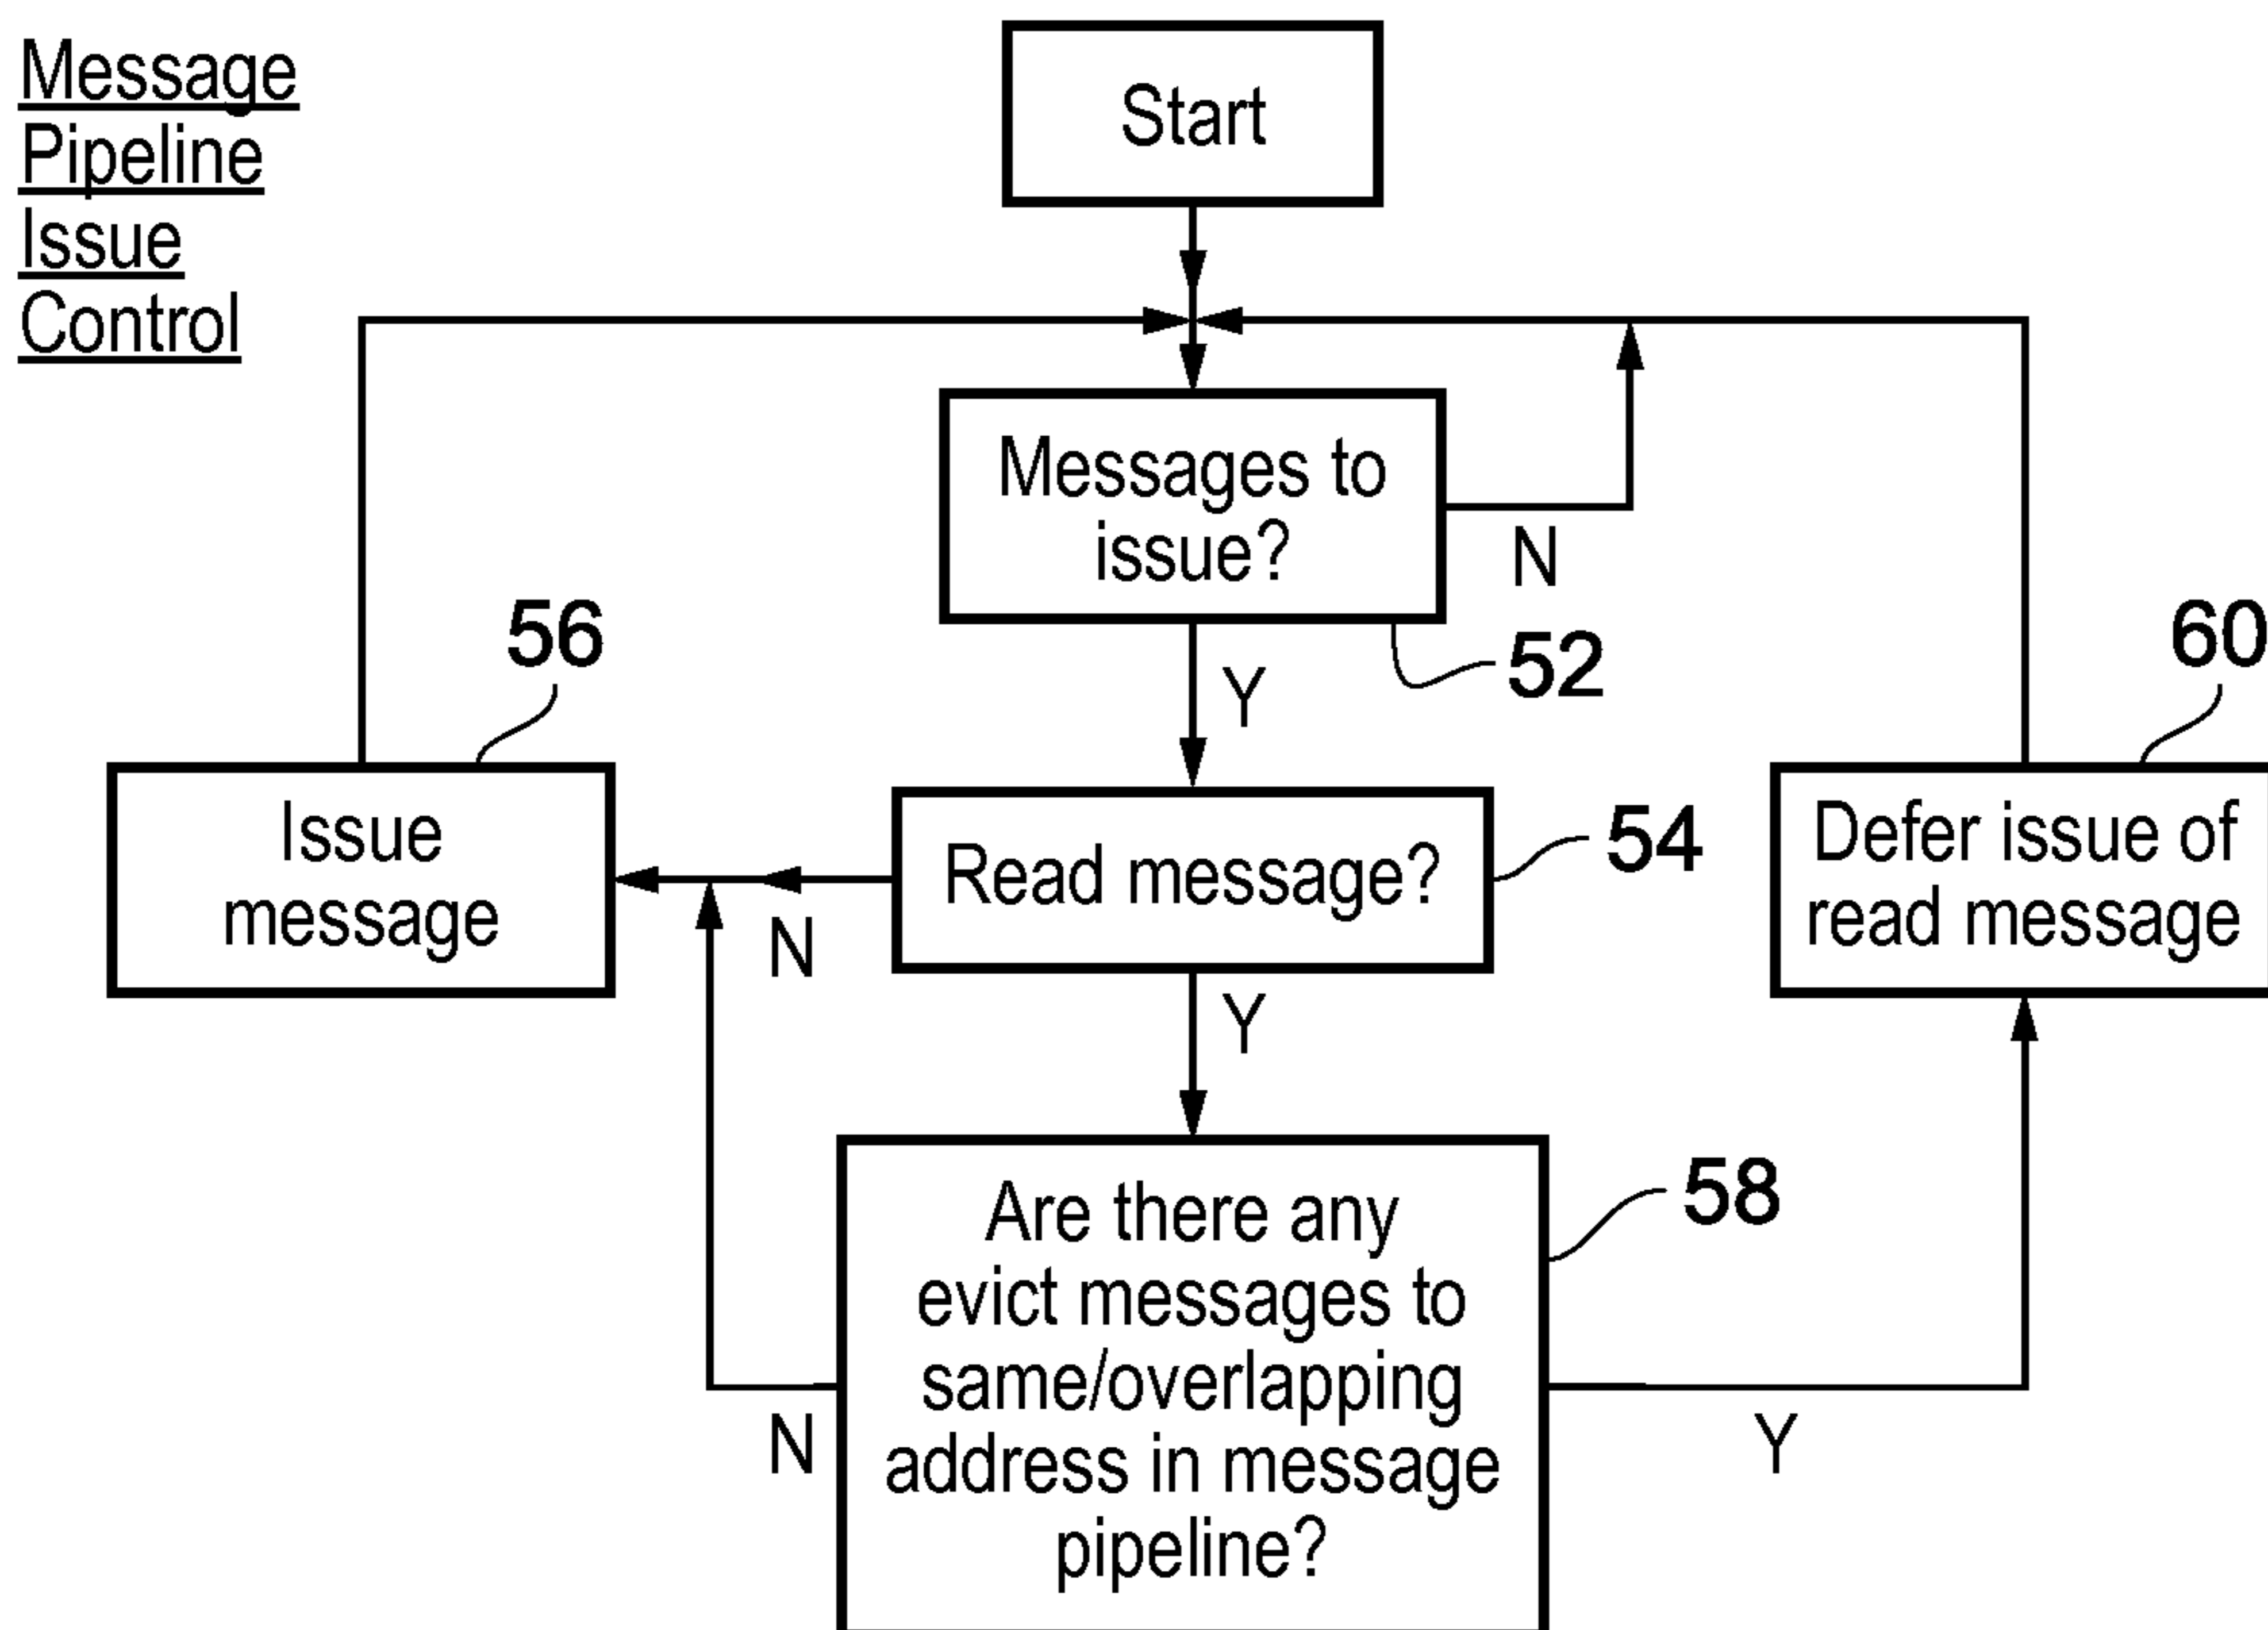 Message
Pipeline
Issue
Control
Start
Messages to
issue?
N
52
Y
56
60
Issue
message
Read message?
54
Defer issue of
read message
N
Y
Are there any
evict messages to
same/overlapping
address in message
pipeline?
58
N
Y